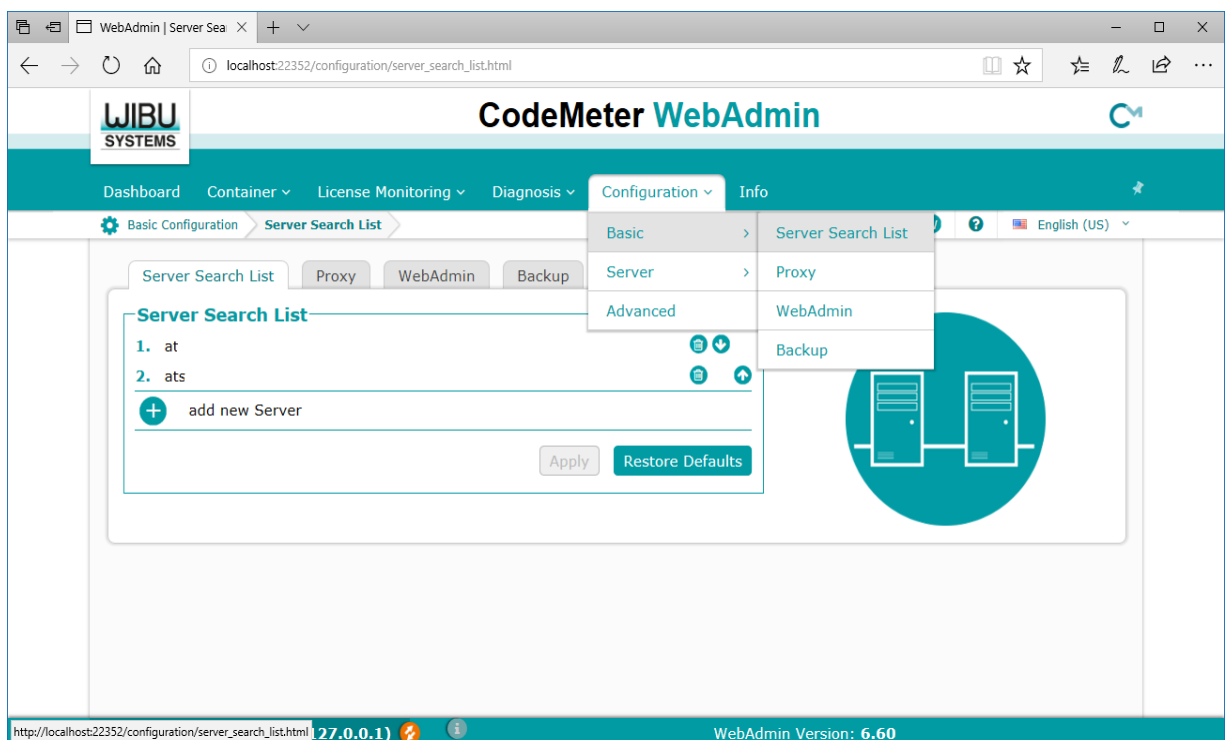 WebAdmin | Server Sea
localhost:22352/configuration/server_search_list.html
WIBU
SYSTEMS
CodeMeter WebAdmin
Dashboard Container License Monitoring Diagnosis Configuration Info
Basic Configuration Server Search List
English (US)
Basic
Server
Advanced
Server Search List
Proxy
WebAdmin
Backup
Server Search List Proxy WebAdmin Backup
Server Search List
1. at
2. ats
add new Server
Apply Restore Defaults
http://localhost:22352/configuration/server_search_list.html 127.0.0.1)
WebAdmin Version: 6.60